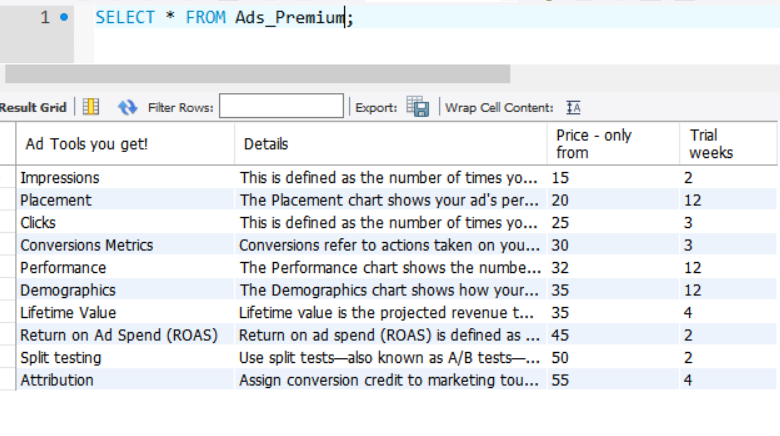 1 SELECT * FROM Ads_Premium;
Result Grid Filter Rows: Export: Wrap Cell Content: IA
Ad Tools you get! Details Price - only from Trial weeks
Impressions This is defined as the number of times yo... 15 2
Placement The Placement chart shows your ad's per... 20 12
Clicks This is defined as the number of times yo... 25 3
Conversions Metrics Conversions refer to actions taken on you... 30 3
Performance The Performance chart shows the numbe... 32 12
Demographics The Demographics chart shows how your... 35 12
Lifetime Value Lifetime value is the projected revenue t... 35 4
Return on Ad Spend (ROAS) Return on ad spend (ROAS) is defined as ... 45 2
Split testing Use split tests—also known as A/B tests—... 50 2
Attribution Assign conversion credit to marketing tou... 55 4